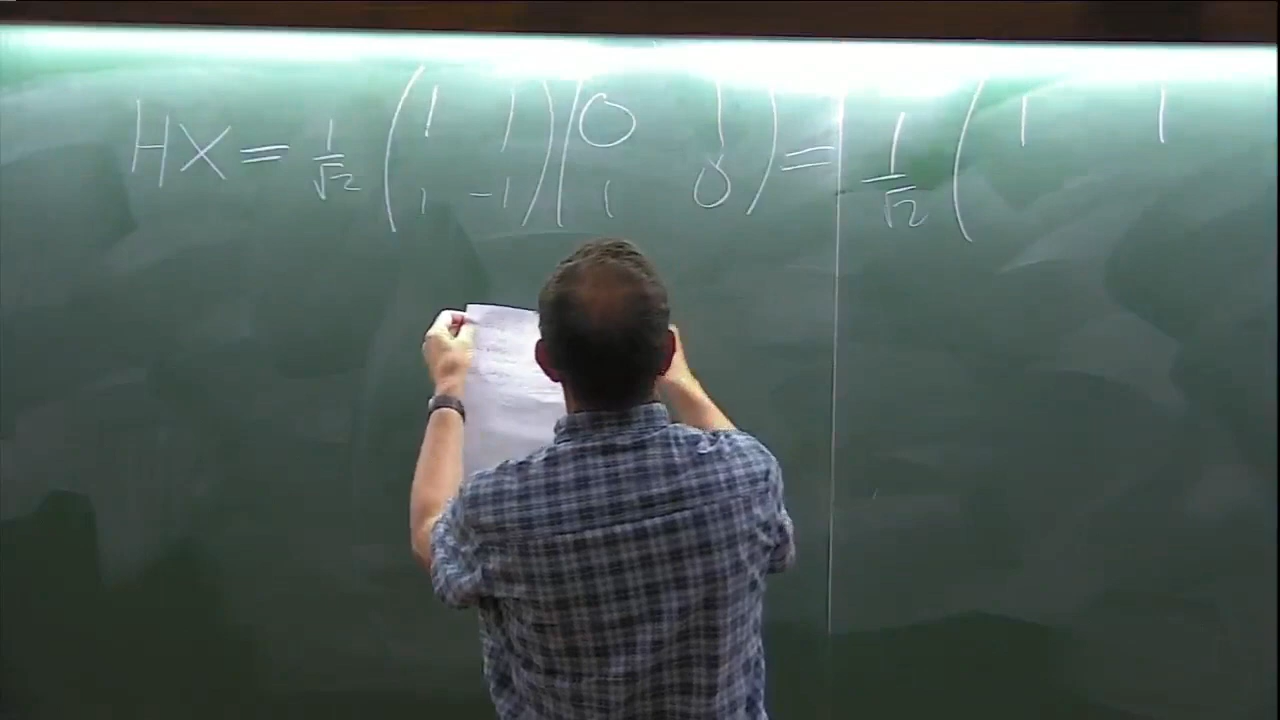 HX = 1/√2 ( 1 1 ) ( 0 1 ) = 1/√2 ( 1 1
1 -1 1 0